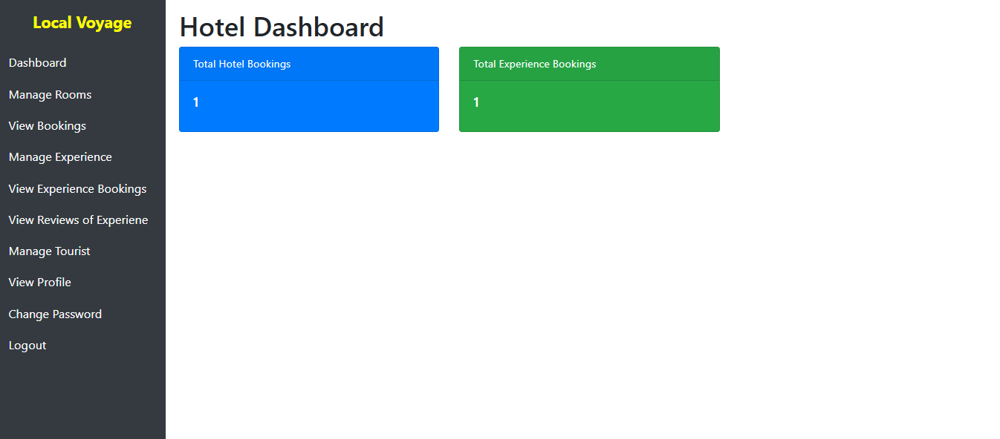 Local Voyage
Dashboard
Manage Rooms
View Bookings
Manage Experience
View Experience Bookings
View Reviews of Experiene
Manage Tourist
View Profile
Change Password
Logout
Hotel Dashboard
Total Hotel Bookings
1
Total Experience Bookings
1